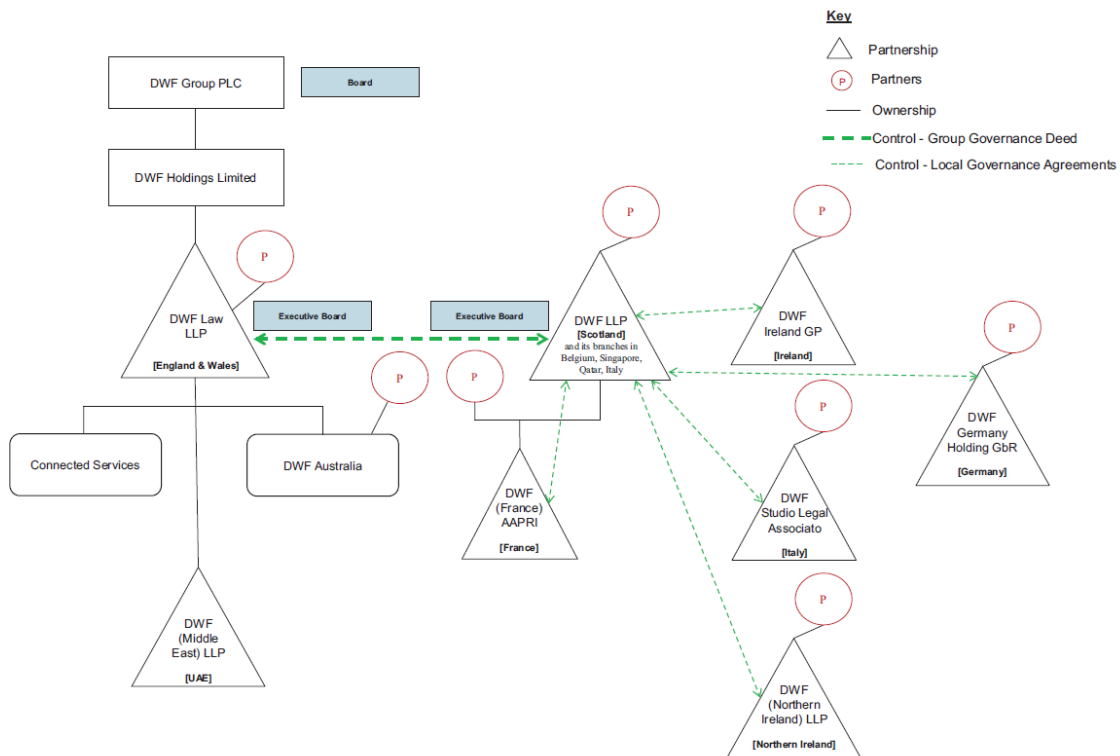 Key
Partnership
P
Partners
Ownership
Control - Group Governance Deed
Control - Local Governance Agreements
DWF Group PLC
Board
DWF Holdings Limited
P
DWF Law
LLP
[England & Wales]
Executive Board
Executive Board
P
DWF LLP
[Scotland]
and its branches in
Belgium, Singapore,
Qatar, Italy
P
DWF
Ireland GP
[Ireland]
P
DWF
Germany
Holding GbR
[Germany]
Connected Services
P
DWF Australia
P
DWF
(France)
AAPRI
[France]
P
DWF
Studio Legal
Associato
[Italy]
DWF
(Middle
East) LLP
[UAE]
P
DWF
(Northern
Ireland) LLP
[Northern Ireland]